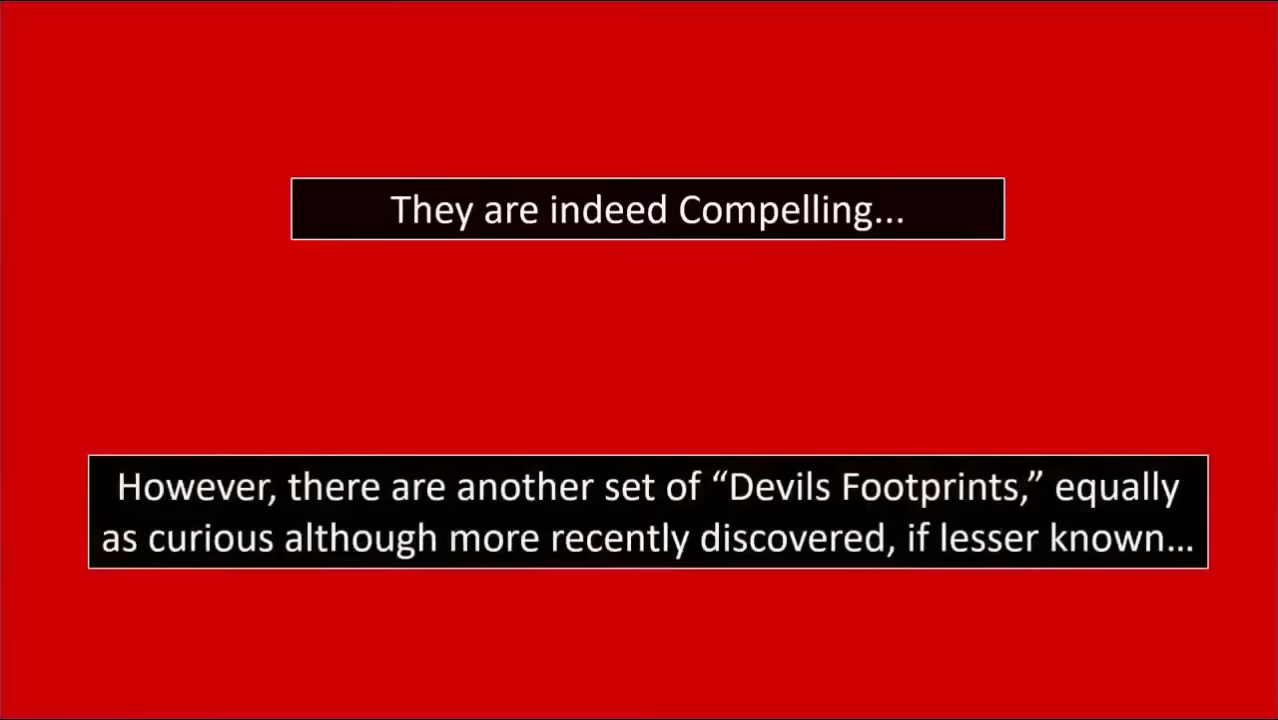 They are indeed Compelling...
However, there are another set of “Devils Footprints,” equally
as curious although more recently discovered, if lesser known...